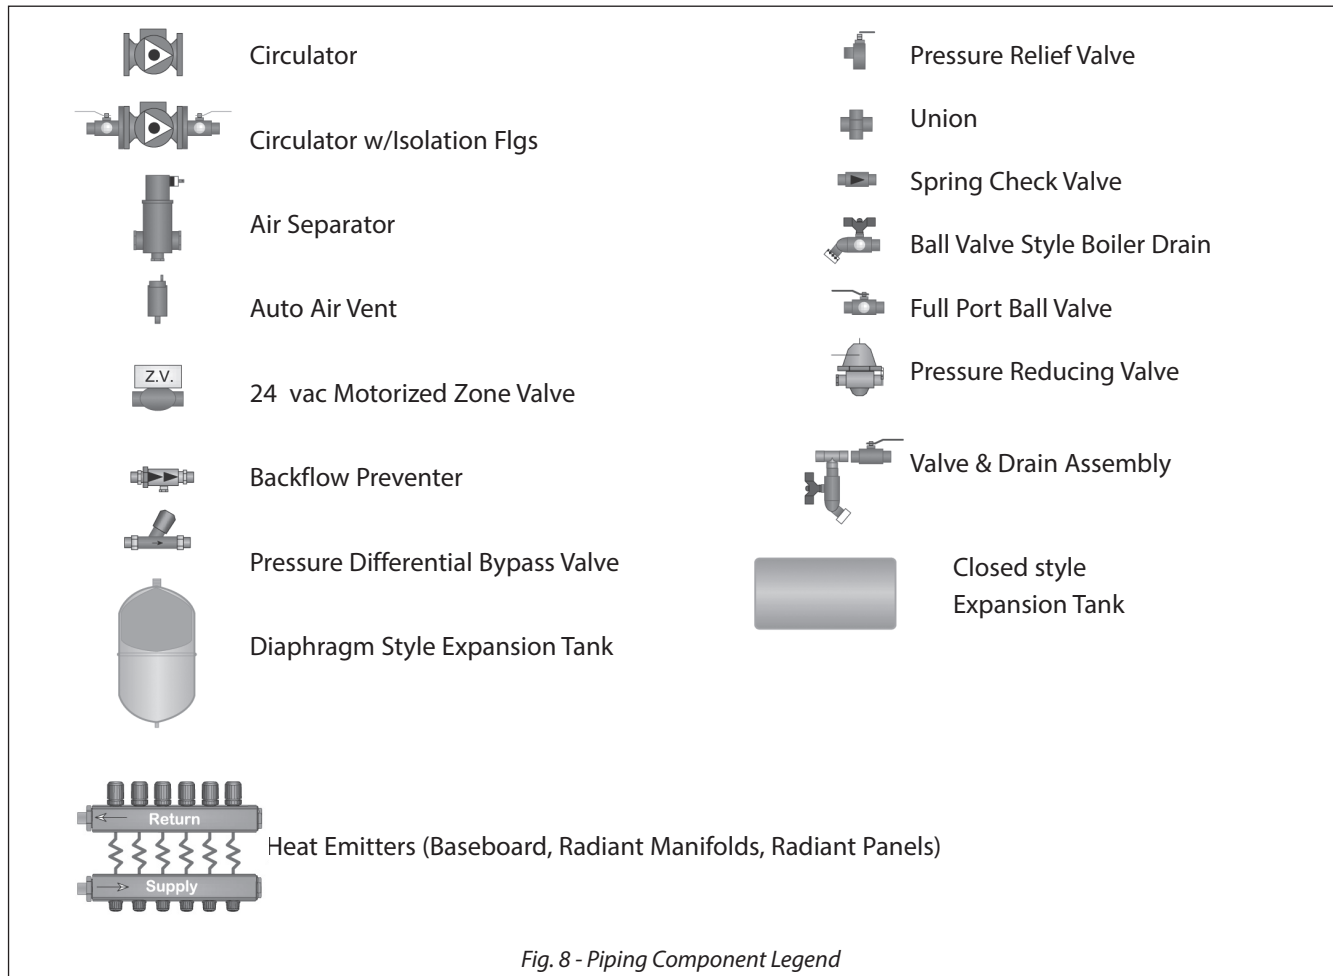 Circulator
Circulator w/Isolation Flgs
Air Separator
Auto Air Vent
Z.V.
24 vac Motorized Zone Valve
Backflow Preventer
Pressure Differential Bypass Valve
Diaphragm Style Expansion Tank
Pressure Relief Valve
Union
Spring Check Valve
Ball Valve Style Boiler Drain
Full Port Ball Valve
Pressure Reducing Valve
Valve & Drain Assembly
Closed style
Expansion Tank
Return
Heat Emitters (Baseboard, Radiant Manifolds, Radiant Panels)
Supply
Fig. 8 - Piping Component Legend